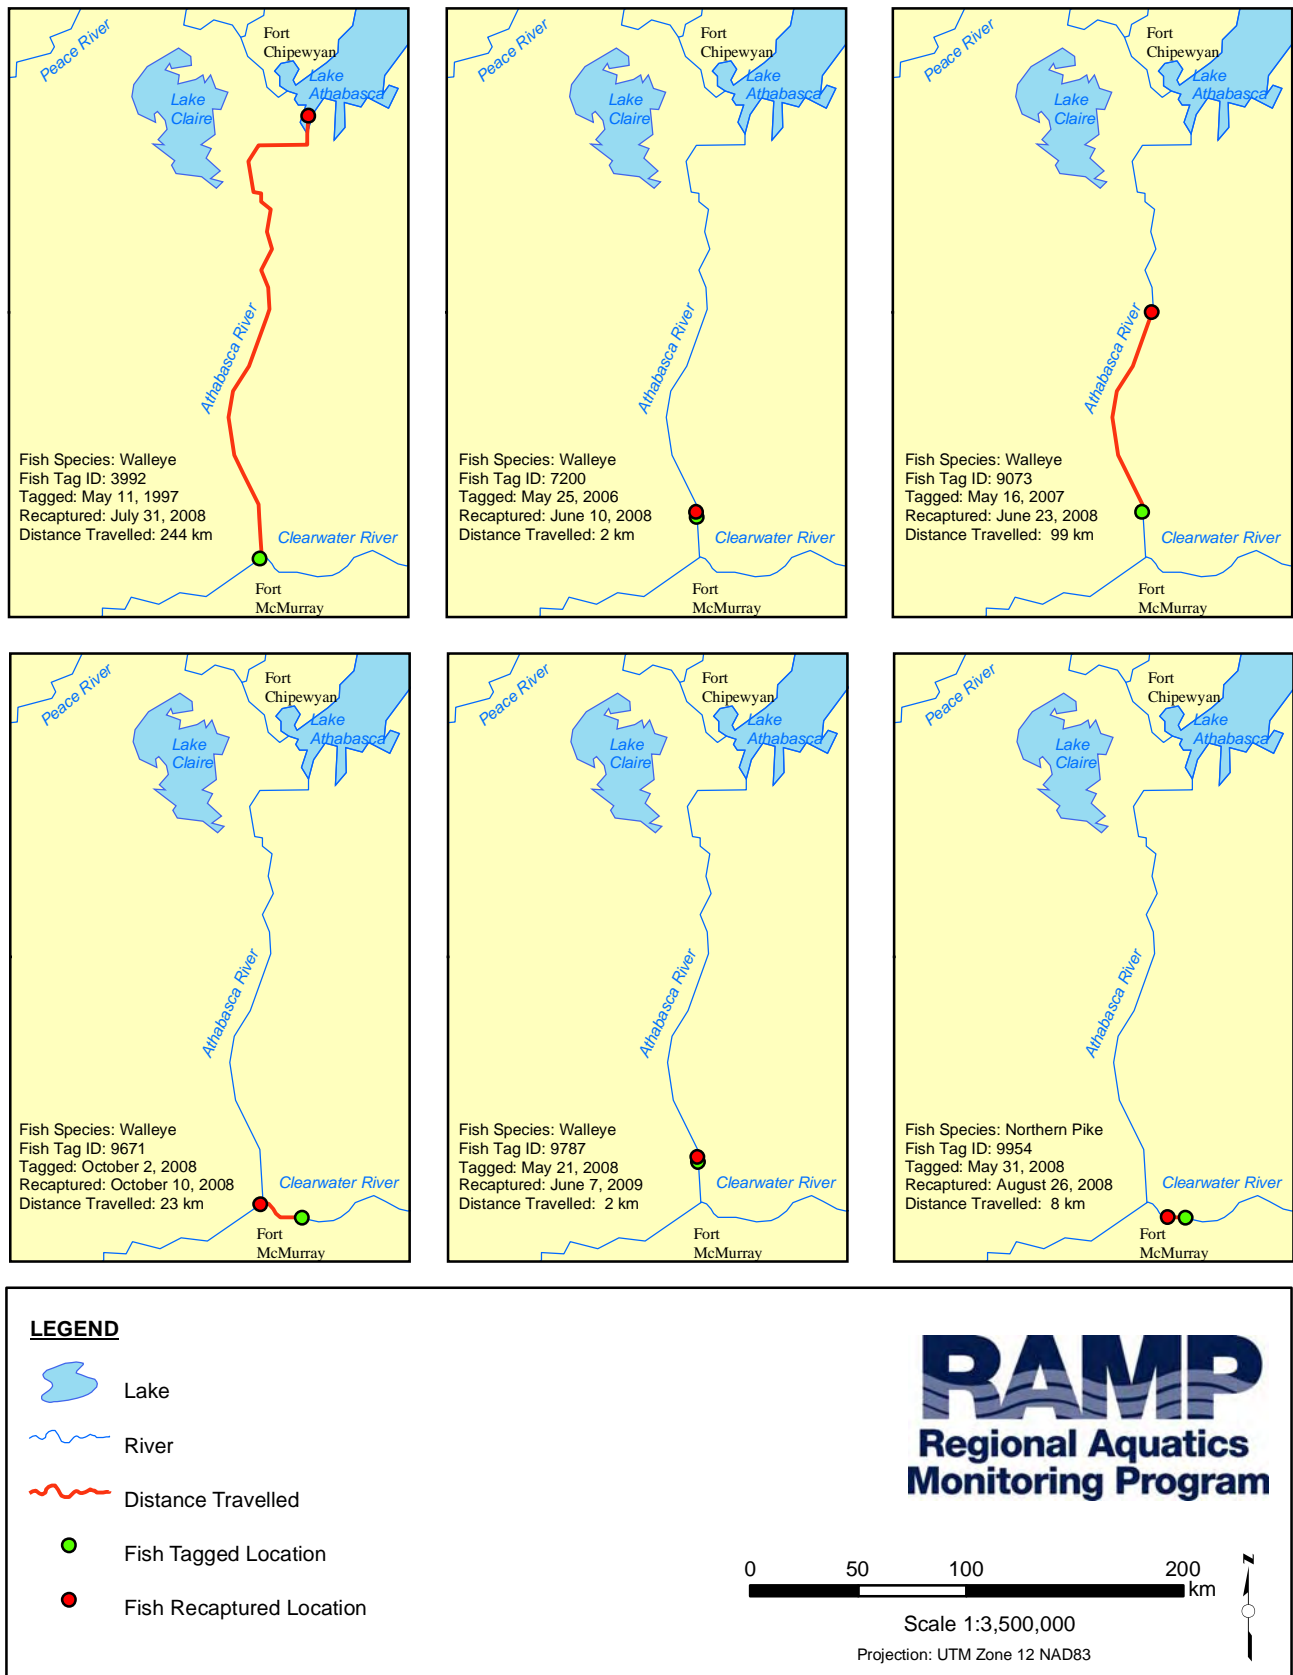 Peace River
Fort
Chipewyan
Lake
Athabasca
Lake
Claire
Athabasca River
Fish Species: Walleye
Fish Tag ID: 3992
Tagged: May 11, 1997
Recaptured: July 31, 2008
Distance Travelled: 244 km
Clearwater River
Fort
McMurray
Peace River
Fort
Chipewyan
Lake
Athabasca
Lake
Claire
Athabasca River
Fish Species: Walleye
Fish Tag ID: 7200
Tagged: May 25, 2006
Recaptured: June 10, 2008
Distance Travelled: 2 km
Clearwater River
Fort
McMurray
Peace River
Fort
Chipewyan
Lake
Athabasca
Lake
Claire
Athabasca River
Fish Species: Walleye
Fish Tag ID: 9073
Tagged: May 16, 2007
Recaptured: June 23, 2008
Distance Travelled: 99 km
Clearwater River
Fort
McMurray
Peace River
Fort
Chipewyan
Lake
Athabasca
Lake
Claire
Athabasca River
Fish Species: Walleye
Fish Tag ID: 9671
Tagged: October 2, 2008
Recaptured: October 10, 2008
Distance Travelled: 23 km
Clearwater River
Fort
McMurray
Peace River
Fort
Chipewyan
Lake
Athabasca
Lake
Claire
Athabasca River
Fish Species: Walleye
Fish Tag ID: 9787
Tagged: May 21, 2008
Recaptured: June 7, 2009
Distance Travelled: 2 km
Clearwater River
Fort
McMurray
Peace River
Fort
Chipewyan
Lake
Athabasca
Lake
Claire
Athabasca River
Fish Species: Northern Pike
Fish Tag ID: 9954
Tagged: May 31, 2008
Recaptured: August 26, 2008
Distance Travelled: 8 km
Clearwater River
Fort
McMurray
LEGEND
Lake
River
Distance Travelled
Fish Tagged Location
Fish Recaptured Location
RAMP
Regional Aquatics
Monitoring Program
0 50 100 200
km
Scale 1:3,500,000
Projection: UTM Zone 12 NAD83
N